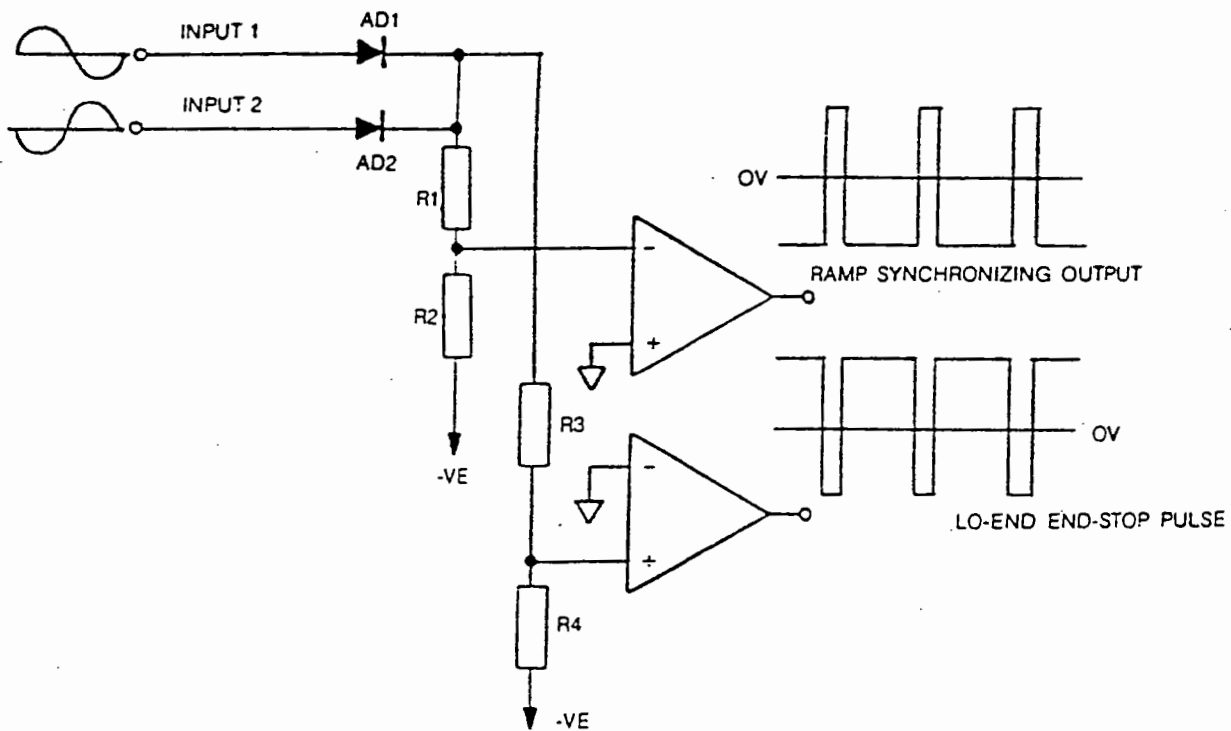 INPUT 1
AD1
INPUT 2
AD2
R1
OV
R2
-
+
RAMP SYNCHRONIZING OUTPUT
-VE
R3
-
+
OV
LO-END END-STOP PULSE
R4
-VE